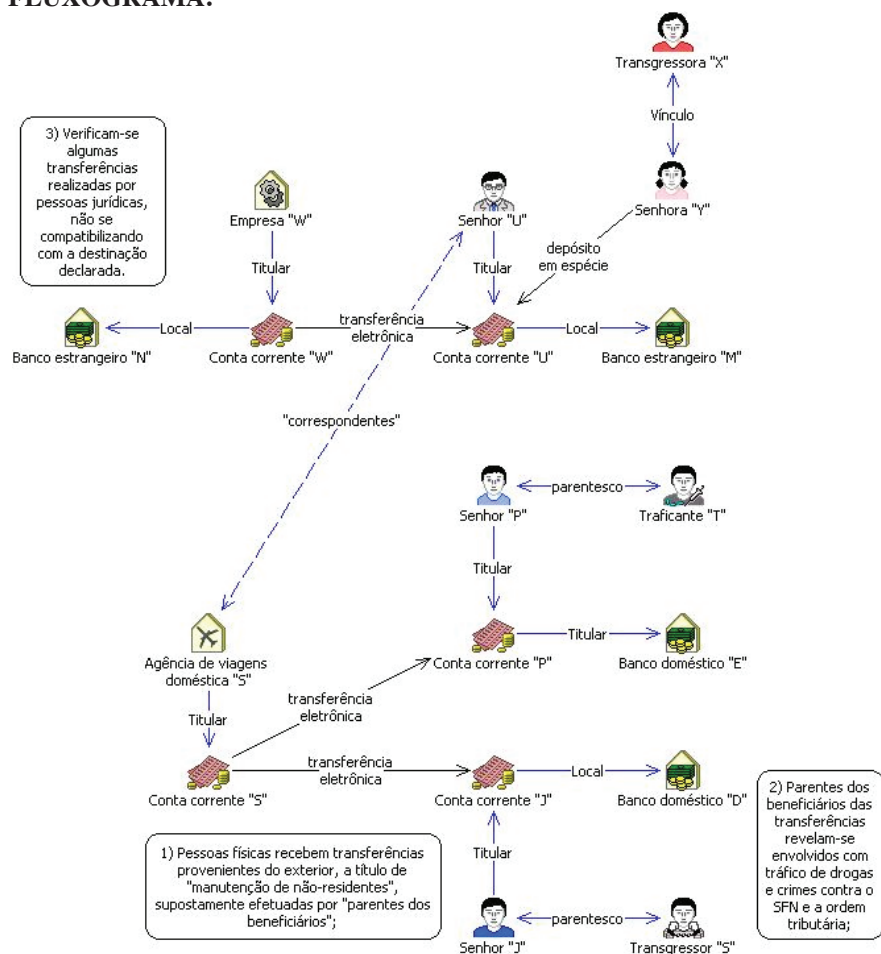 FLUXOGRAMA:
Transgressora "X"
Vínculo
Senhora "Y"
3) Verificam-se
algumas
transferências
realizadas por
pessoas jurídicas,
não se
compatibilizando
com a destinação
declarada.
Empresa "W"
Senhor "U"
depósito
em espécie
Titular
Titular
Local
transferência
eletrônica
Local
Banco estrangeiro "N"
Conta corrente "W"
Conta corrente "U"
Banco estrangeiro "M"
"correspondentes"
parentesco
Senhor "P"
Traficante "T"
Titular
Agência de viagens
doméstica "S"
Titular
Conta corrente "P"
Banco doméstico "E"
transferência
eletrônica
Titular
transferência
eletrônica
Local
Conta corrente "S"
Conta corrente "J"
Banco doméstico "D"
1) Pessoas físicas recebem transferências
provenientes do exterior, a título de
"manutenção de não-residentes",
supostamente efetuadas por "parentes dos
beneficiários";
Titular
2) Parentes dos
beneficiários das
transferências
revelam-se
envolvidos com
tráfico de drogas
e crimes contra o
SFN e a ordem
tributária;
parentesco
Senhor "J"
Transgressor "S"